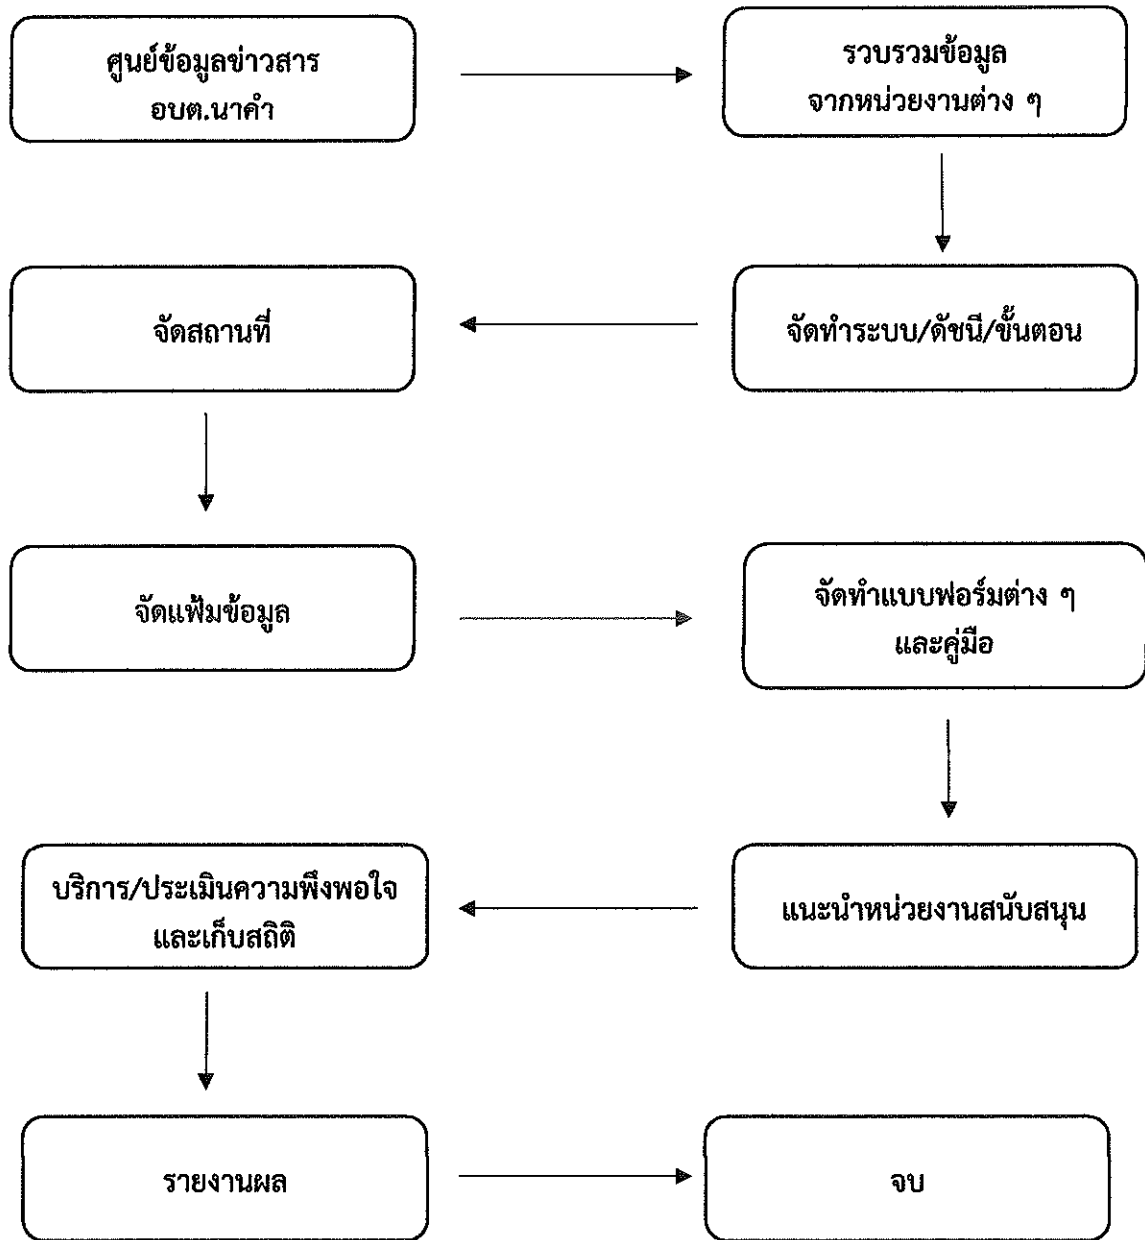 ศูนย์ข้อมูลข่าวสาร
อบต.นาคำ
รวบรวมข้อมูล
จากหน่วยงานต่าง ๆ
จัดทำระบบ/ดัชนี/ขั้นตอน
จัดสถานที่
จัดแฟ้มข้อมูล
จัดทำแบบฟอร์มต่าง ๆ
และคู่มือ
แนะนำหน่วยงานสนับสนุน
บริการ/ประเมินความพึงพอใจ
และเก็บสถิติ
รายงานผล
จบ